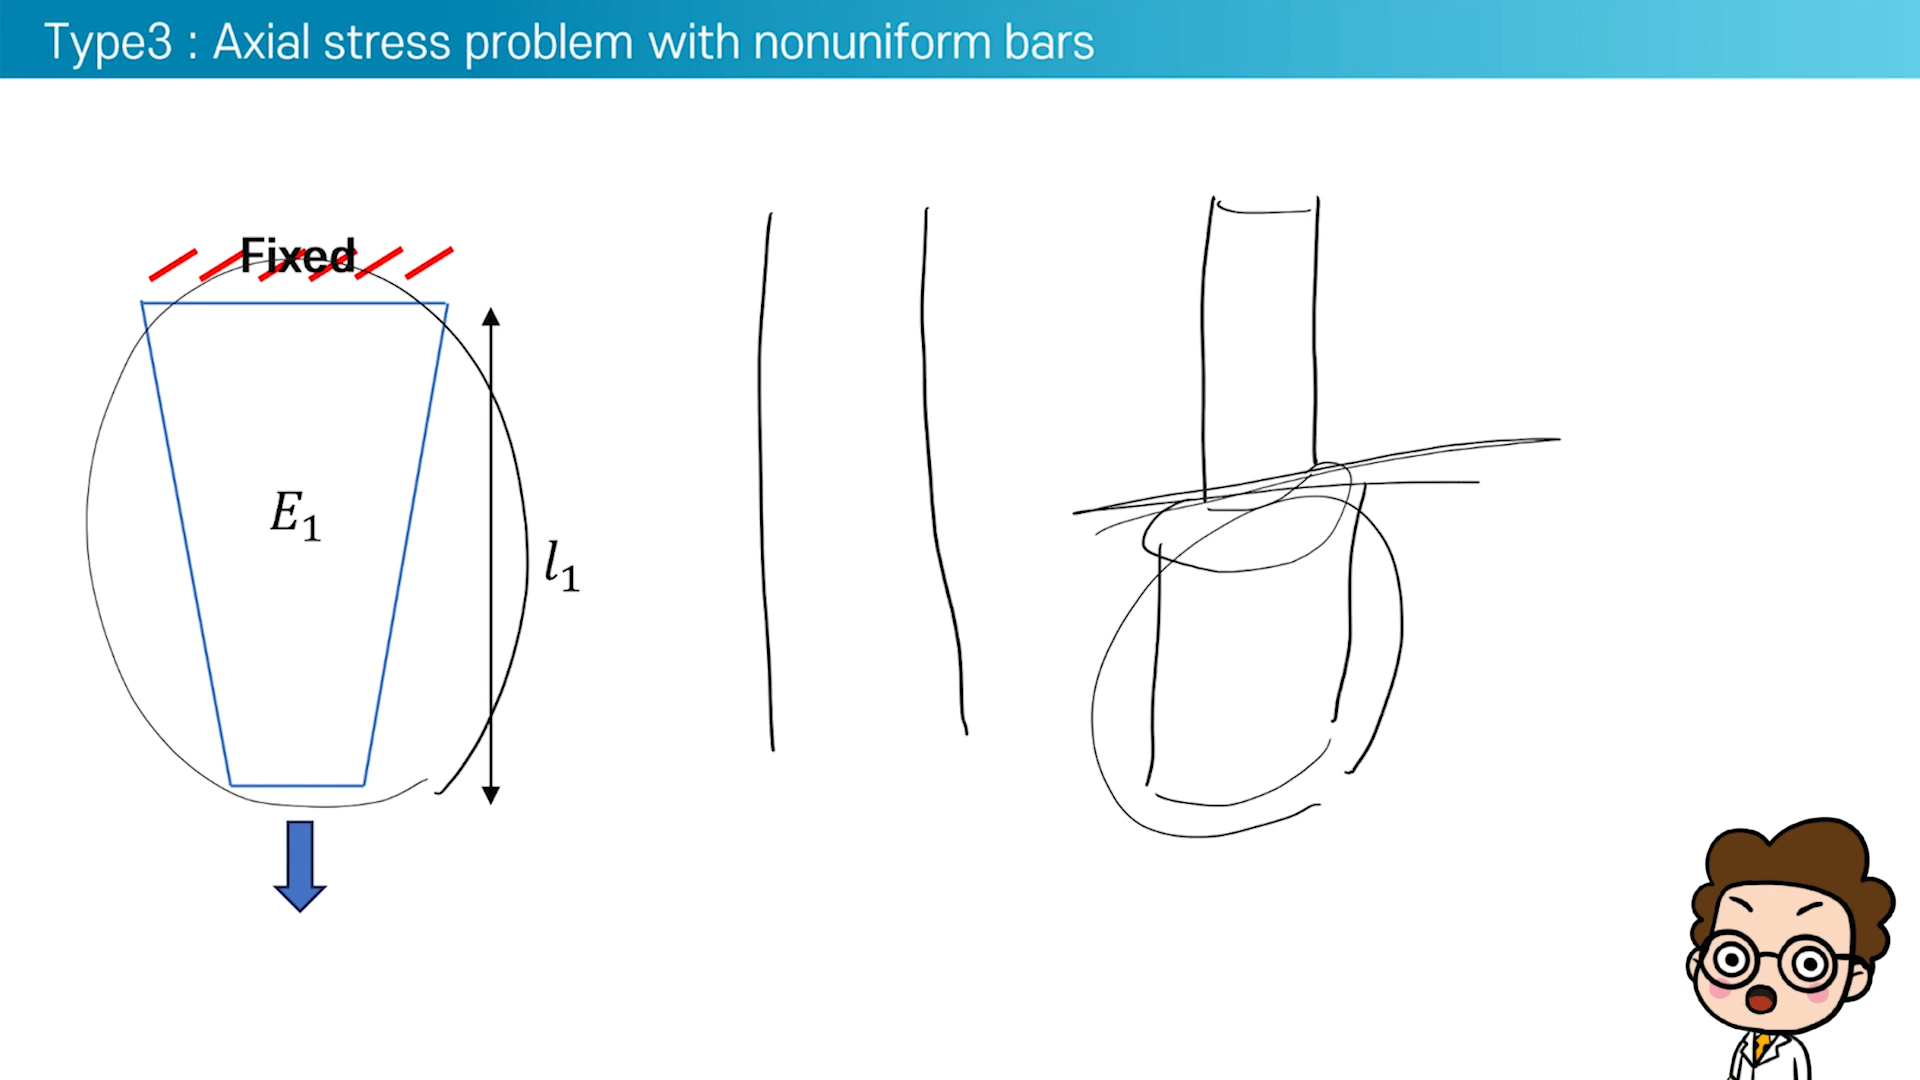 Type3 : Axial stress problem with nonuniform bars
Fixed
E₁
l₁